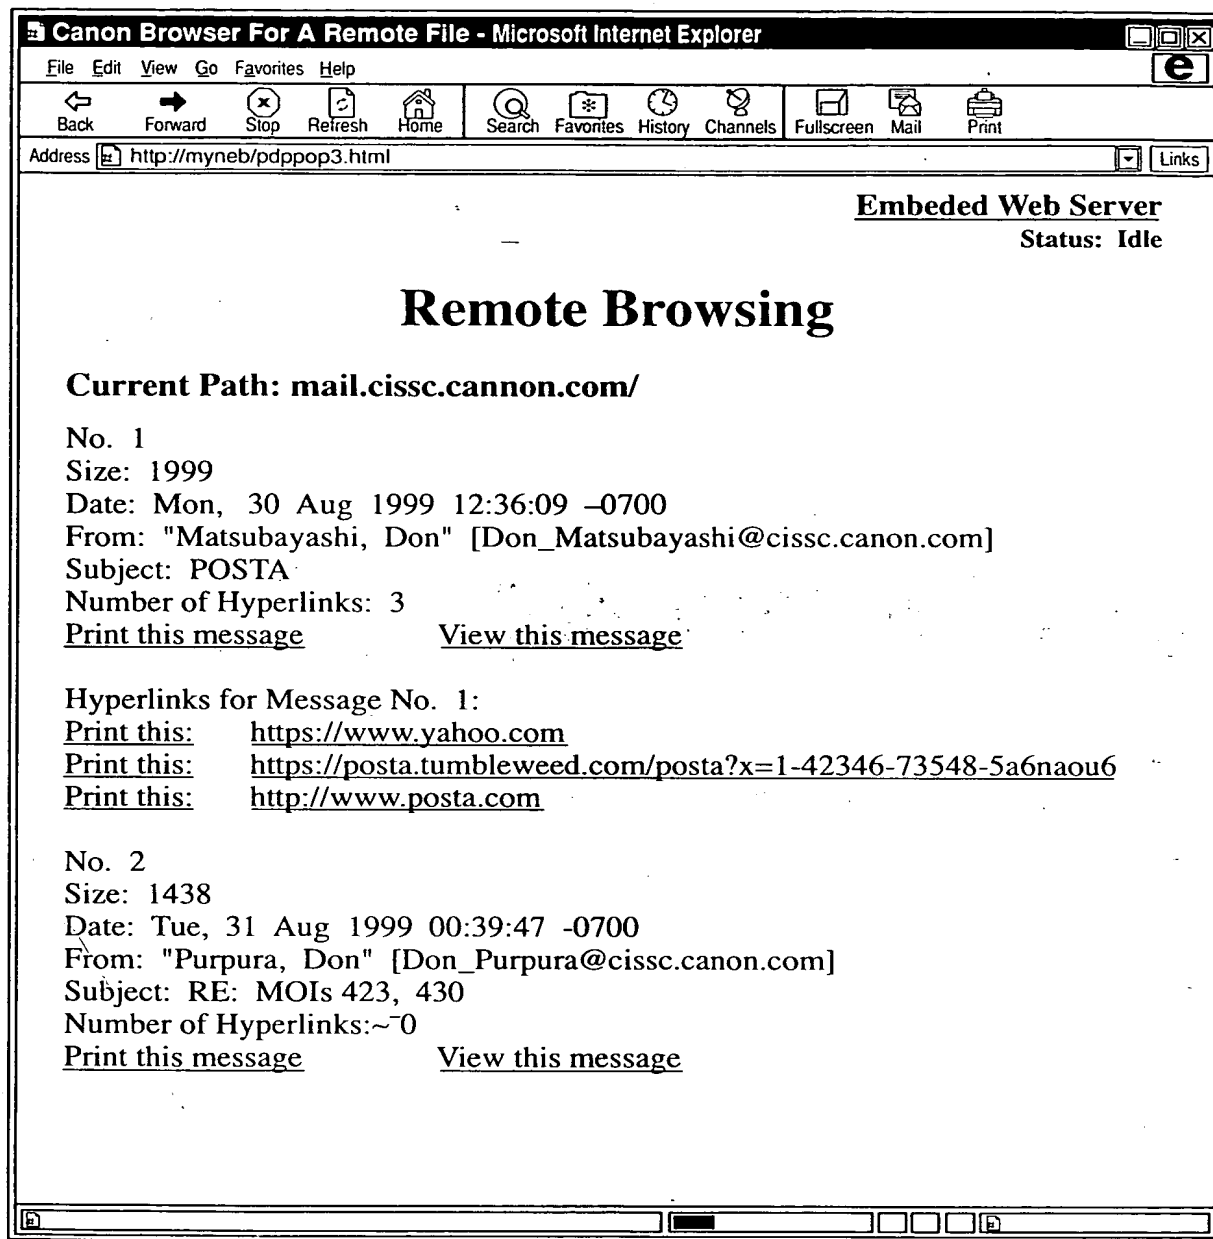 Canon Browser For A Remote File - Microsoft Internet Explorer
File Edit View Go Favorites Help
e
Back Forward Stop Refresh Home Search Favorites History Channels Fullscreen Mail Print
Address http://myneb/pdppop3.html Links
Embeded Web Server
Status: Idle
Remote Browsing
Current Path: mail.cissc.cannon.com/
No. 1
Size: 1999
Date: Mon, 30 Aug 1999 12:36:09 –0700
From: "Matsubayashi, Don" [Don_Matsubayashi@cissc.canon.com]
Subject: POSTA
Number of Hyperlinks: 3
Print this message View this message
Hyperlinks for Message No. 1:
Print this: https://www.yahoo.com
Print this: https://posta.tumbleweed.com/posta?x=1-42346-73548-5a6naou6
Print this: http://www.posta.com
No. 2
Size: 1438
Date: Tue, 31 Aug 1999 00:39:47 -0700
From: "Purpura, Don" [Don_Purpura@cissc.canon.com]
Subject: RE: MOIs 423, 430
Number of Hyperlinks:~ 0
Print this message View this message